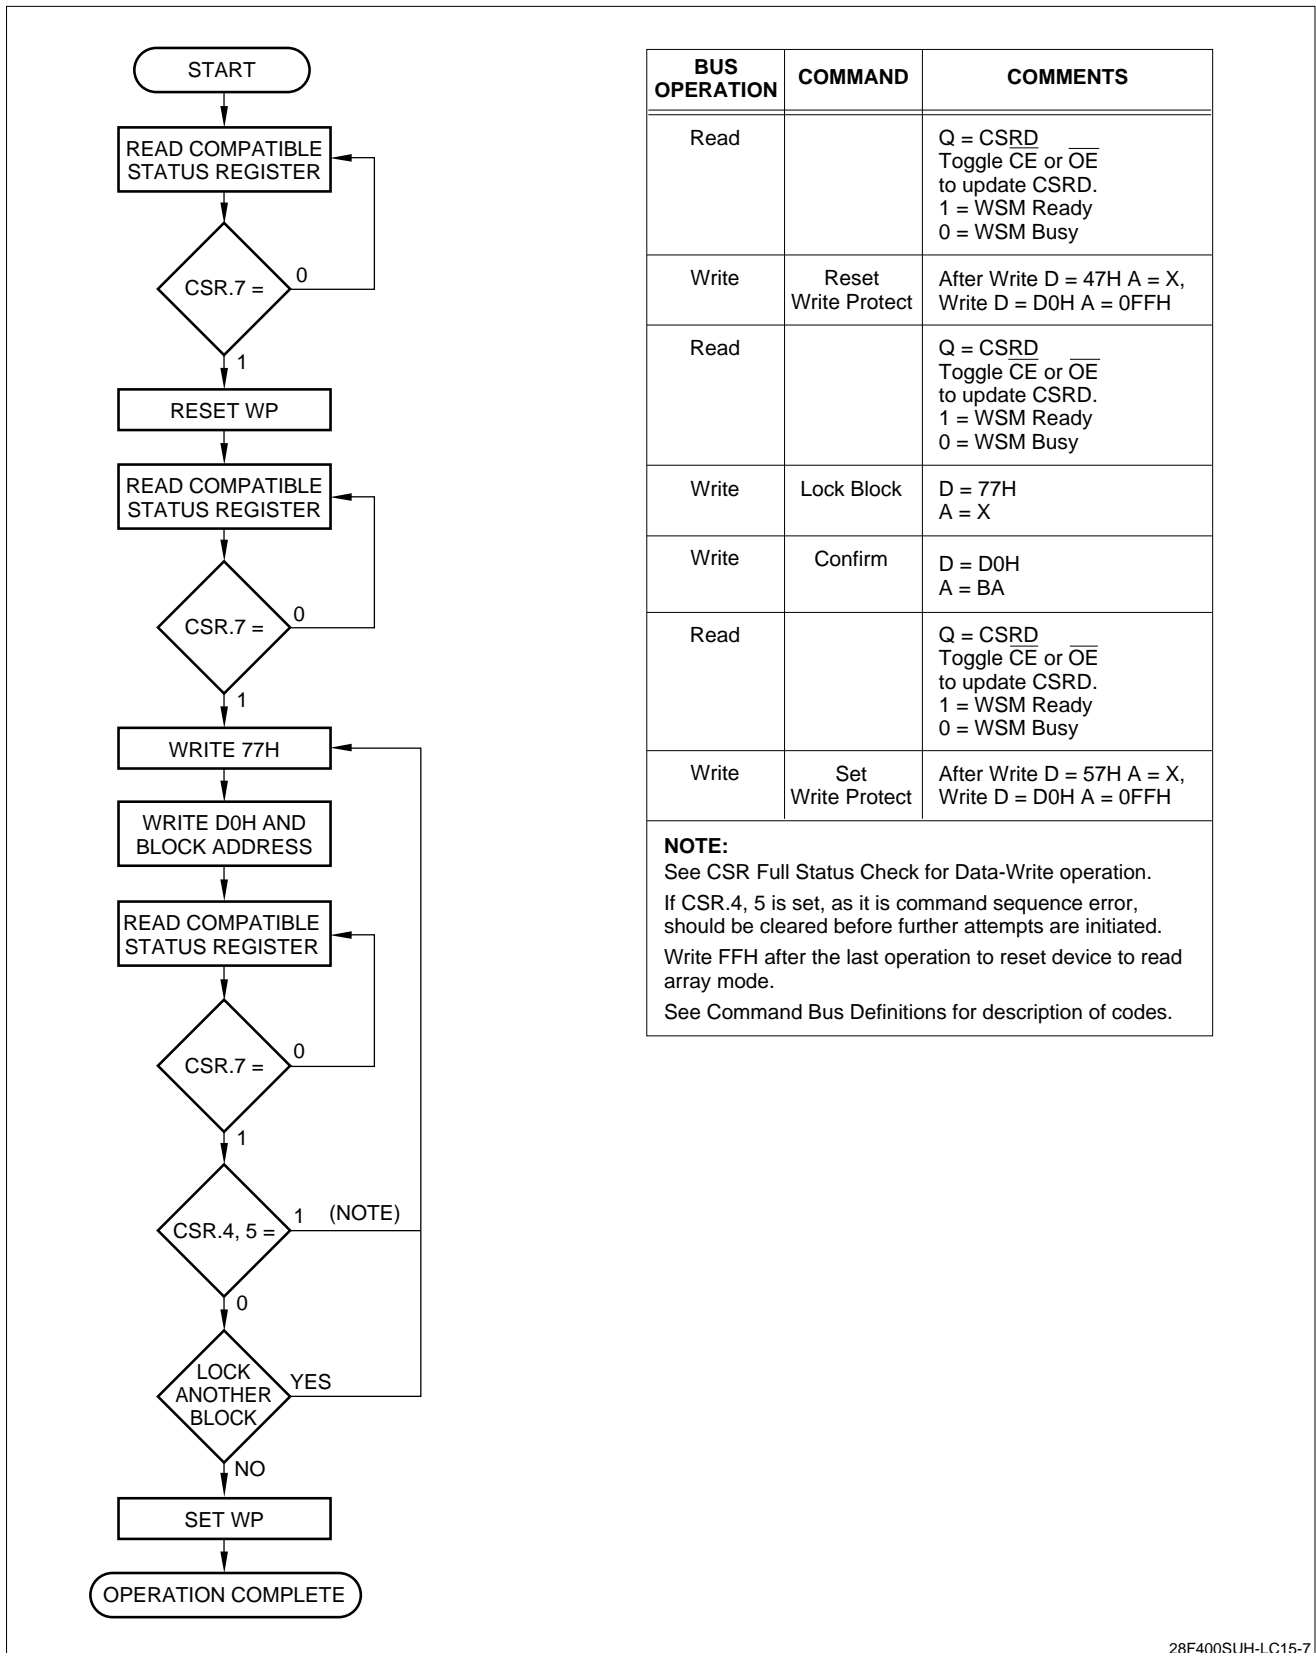 START
READ COMPATIBLE
STATUS REGISTER
CSR.7 =
0
1
RESET WP
READ COMPATIBLE
STATUS REGISTER
CSR.7 =
0
1
WRITE 77H
WRITE D0H AND
BLOCK ADDRESS
READ COMPATIBLE
STATUS REGISTER
CSR.7 =
0
1
CSR.4, 5 =
1 (NOTE)
0
LOCK
ANOTHER
BLOCK
YES
NO
SET WP
OPERATION COMPLETE
BUS
OPERATION
COMMAND
COMMENTS
Read
Q = CSRD
Toggle C̅E̅ or O̅E̅
to update CSRD.
1 = WSM Ready
0 = WSM Busy
Write
Reset
Write Protect
After Write D = 47H A = X,
Write D = D0H A = 0FFH
Read
Q = CSRD
Toggle C̅E̅ or O̅E̅
to update CSRD.
1 = WSM Ready
0 = WSM Busy
Write
Lock Block
D = 77H
A = X
Write
Confirm
D = D0H
A = BA
Read
Q = CSRD
Toggle C̅E̅ or O̅E̅
to update CSRD.
1 = WSM Ready
0 = WSM Busy
Write
Set
Write Protect
After Write D = 57H A = X,
Write D = D0H A = 0FFH
NOTE:
See CSR Full Status Check for Data-Write operation.
If CSR.4, 5 is set, as it is command sequence error,
should be cleared before further attempts are initiated.
Write FFH after the last operation to reset device to read
array mode.
See Command Bus Definitions for description of codes.
28F400SUH-LC15-7